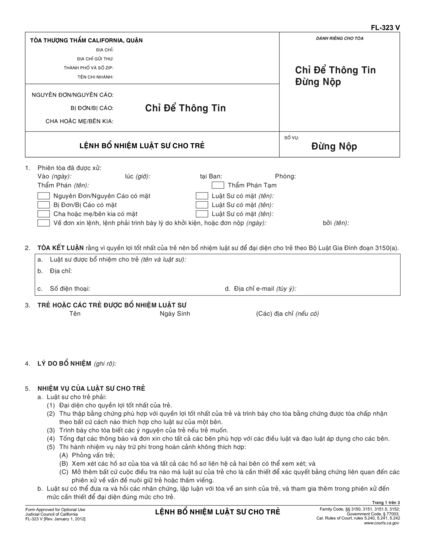 FL-323 V
TÒA THƯỢNG THẨM CALIFORNIA, QUẬN
ĐỊA CHỈ:
ĐỊA CHỈ GỬI THƯ:
THÀNH PHỐ VÀ SỐ ZIP:
TÊN CHI NHÁNH:
DÀNH RIÊNG CHO TÒA
Chỉ Để Thông Tin
Đừng Nộp
NGUYÊN ĐƠN/NGUYÊN CÁO:
BỊ ĐƠN/BỊ CÁO:
Chỉ Để Thông Tin
CHA HOẶC MẸ/BÊN KIA:
LỆNH BỔ NHIỆM LUẬT SƯ CHO TRẺ
SỐ VỤ:
Đừng Nộp
1. Phiên tòa đã được xử:
Vào (ngày): lúc (giờ): tại Ban: Phòng:
Thẩm Phán (tên): Thẩm Phán Tạm
Nguyên Đơn/Nguyên Cáo có mặt Luật Sư có mặt (tên):
Bị Đơn/Bị Cáo có mặt Luật Sư có mặt (tên):
Cha hoặc mẹ/bên kia có mặt Luật Sư có mặt (tên):
Về đơn xin lệnh, lệnh phải trình bày lý do khởi kiện, hoặc đơn nộp (ngày): bởi (tên):
2. TÒA KẾT LUẬN rằng vì quyền lợi tốt nhất của trẻ nên bổ nhiệm luật sư để đại diện cho trẻ theo Bộ Luật Gia Đình đoạn 3150(a).
a. Luật sư được bổ nhiệm cho trẻ (tên và luật sư):
b. Địa chỉ:
c. Số điện thoại: d. Địa chỉ e-mail (tùy ý):
3. TRẺ HOẶC CÁC TRẺ ĐƯỢC BỔ NHIỆM LUẬT SƯ
Tên Ngày Sinh (Các) địa chỉ (nếu có)
4. LÝ DO BỔ NHIỆM (ghi rõ):
5. NHIỆM VỤ CỦA LUẬT SƯ CHO TRẺ
a. Luật sư cho trẻ phải:
(1) Đại diện cho quyền lợi tốt nhất của trẻ.
(2) Thu thập bằng chứng phù hợp với quyền lợi tốt nhất của trẻ và trình bày cho tòa bằng chứng được tòa chấp nhận
theo bất cứ cách nào thích hợp cho luật sư của một bên.
(3) Trình bày cho tòa biết các ý nguyện của trẻ nếu trẻ muốn.
(4) Tống đạt các thông báo và đơn xin cho tất cả các bên phù hợp với các điều luật và đạo luật áp dụng cho các bên.
(5) Thi hành nhiệm vụ này trừ phi trong hoàn cảnh không thích hợp:
(A) Phỏng vấn trẻ;
(B) Xem xét các hồ sơ của tòa và tất cả các hồ sơ liên hệ cả hai bên có thể xem xét; và
(C) Mở thêm bất cứ cuộc điều tra nào mà luật sư của trẻ cho là cần thiết để xác quyết bằng chứng liên quan đến các
phiên xử về vấn đề nuôi giữ trẻ hoặc thăm viếng.
b. Luật sư có thể đưa ra và hỏi các nhân chứng, lập luận với tòa về an sinh của trẻ, và tham gia thêm trong phiên xử đến
mức cần thiết để đại diện đúng mức cho trẻ.
Trang 1 trên 3
Form Approved for Optional Use
Judicial Council of California
FL-323 V [Rev. January 1, 2012]
LỆNH BỔ NHIỆM LUẬT SƯ CHO TRẺ
Family Code, §§ 3150, 3151, 3151.5, 3152;
Government Code, § 77003;
Cal. Rules of Court, rules 5.240, 5.241, 5.242
www.courts.ca.gov